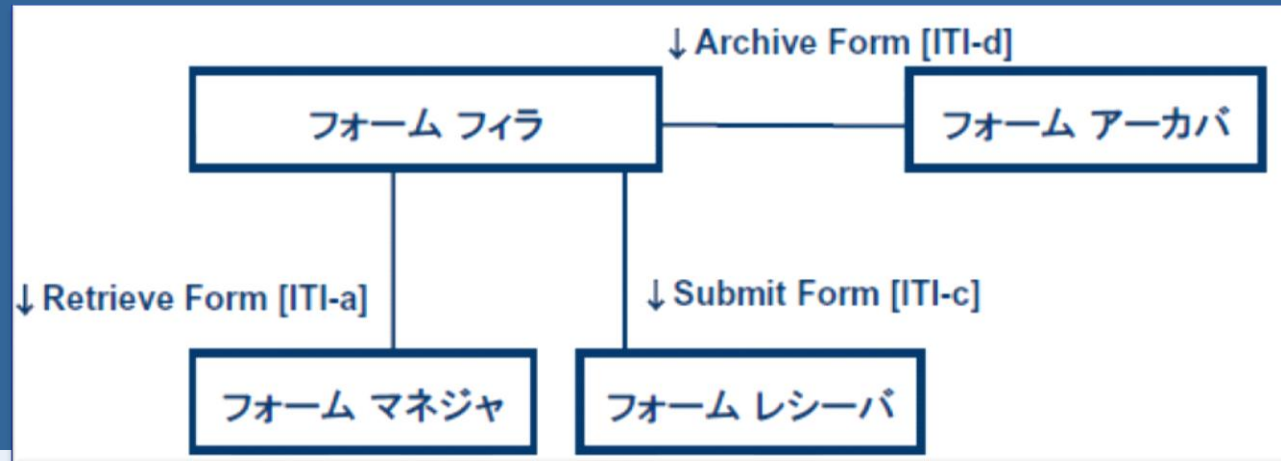 ↓Archive Form [ITI-d]
フォーム フィラ
フォーム アーカバ
↓Retrieve Form [ITI-a]
↓Submit Form [ITI-c]
フォーム マネジャ
フォーム レシーバ